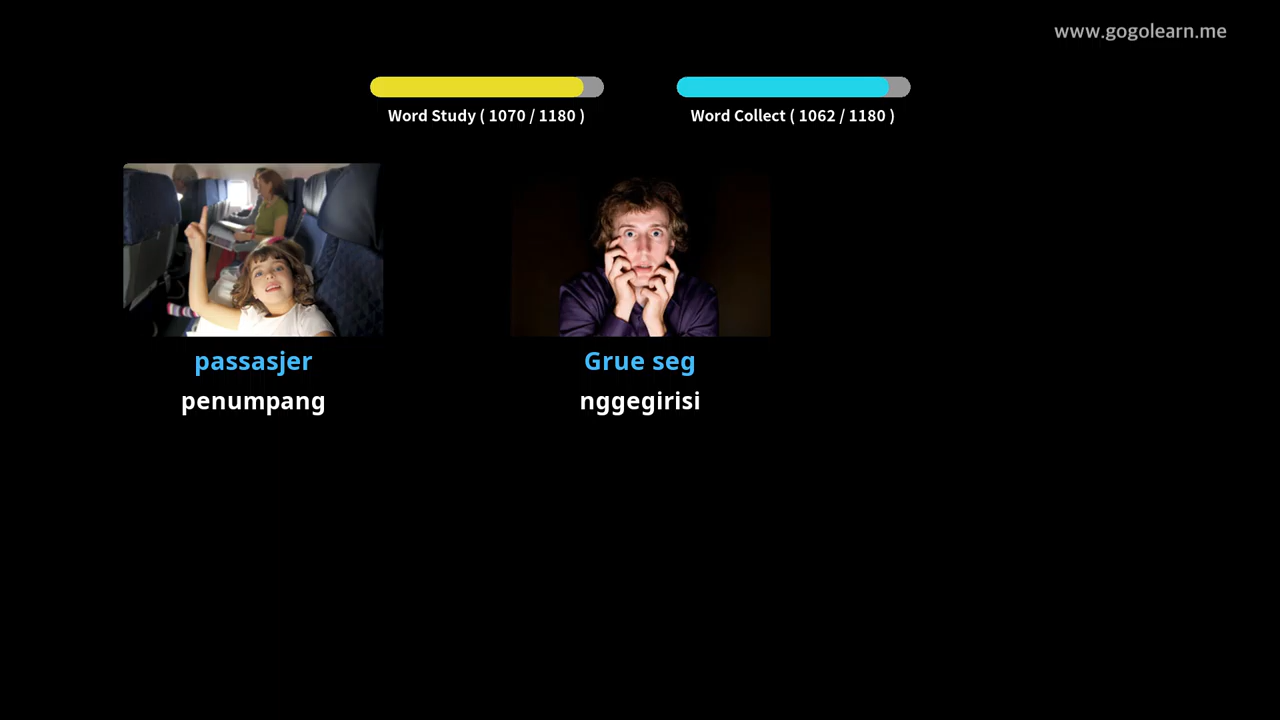 www.gogolearn.me
Word Study ( 1070 / 1180 )
Word Collect ( 1062 / 1180 )
passasjer
penumpang
Grue seg
nggegirisi